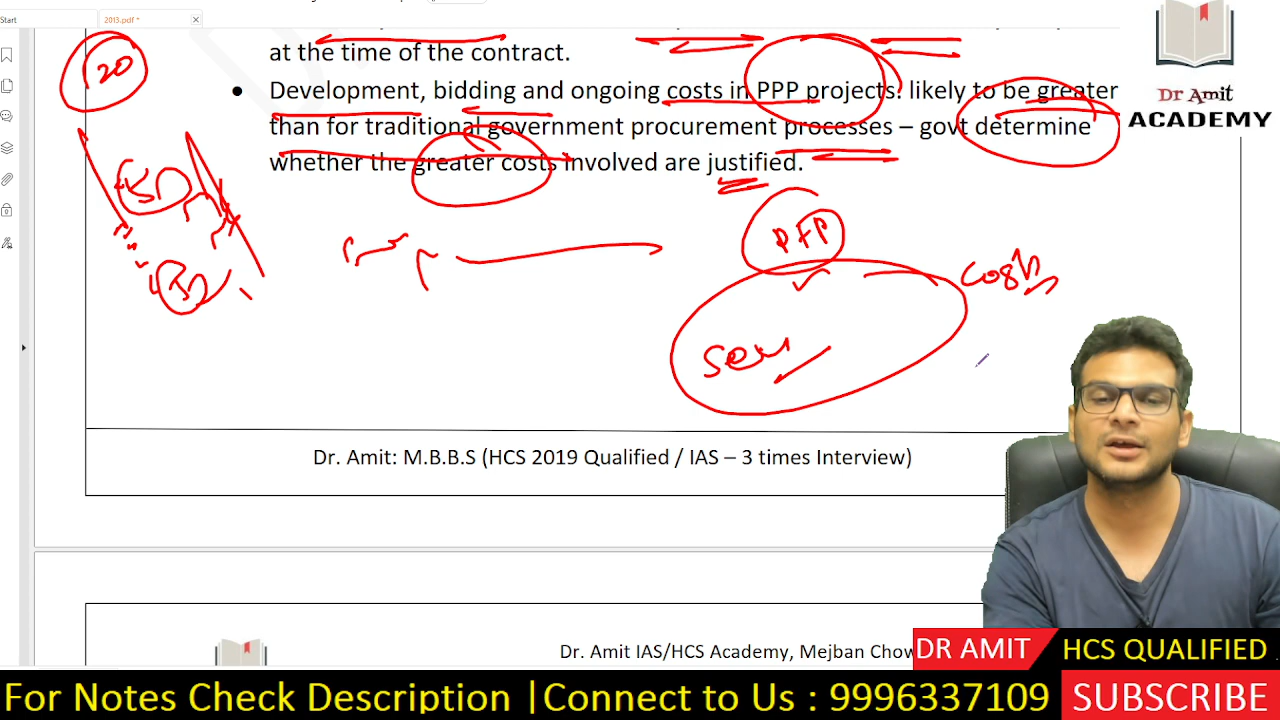 Start
2013.pdf *
at the time of the contract.
120
• Development, bidding and ongoing costs in PPP projects: likely to be greater
than for traditional government procurement processes – govt determine
whether the greater costs involved are justified.
Dr Amit
ACADEMY
PPP
Dr. Amit: M.B.B.S (HCS 2019 Qualified / IAS – 3 times Interview)
Dr. Amit IAS/HCS Academy, Mejban Chow
DR AMIT
HCS QUALIFIED
For Notes Check Description | Connect to Us : 9996337109
SUBSCRIBE